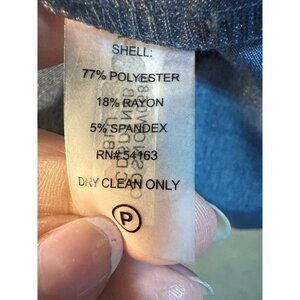 SHELL:
77% POLYESTER
18% RAYON
5% SPANDEX
RN# 54163
DRY CLEAN ONLY
P